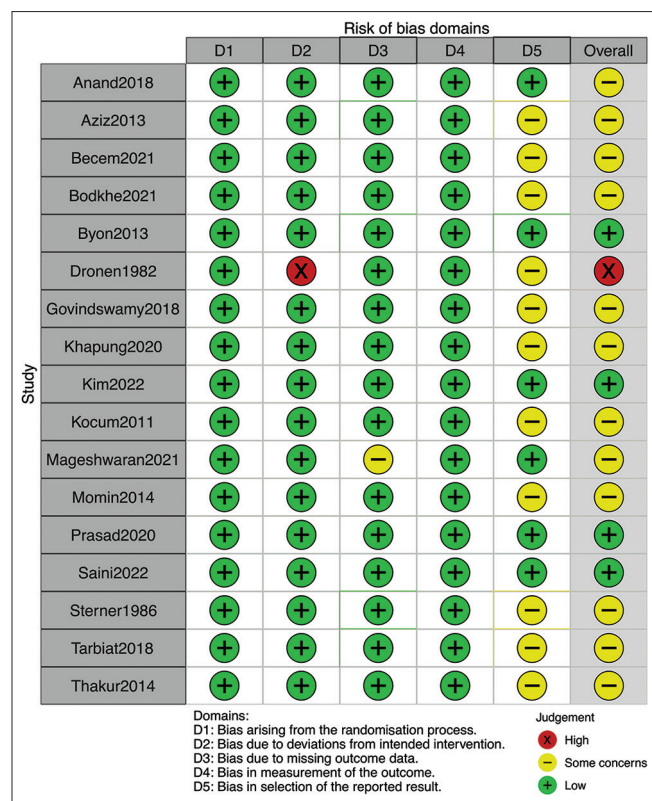 Risk of bias domains
D1 D2 D3 D4 D5 Overall
Study
Anand2018 + + + + + −
Aziz2013 + + + + − −
Becem2021 + + + + − −
Bodkhe2021 + + + + − −
Byon2013 + + + + + +
Dronen1982 + X + + − X
Govindswamy2018 + + + + − −
Khapung2020 + + + + − −
Kim2022 + + + + + +
Kocum2011 + + + + − −
Mageshwaran2021 + + − + + −
Momin2014 + + + + − −
Prasad2020 + + + + + +
Saini2022 + + + + + +
Sterner1986 + + + + − −
Tarbiat2018 + + + + − −
Thakur2014 + + + + − −
Domains:
D1: Bias arising from the randomisation process.
D2: Bias due to deviations from intended intervention.
D3: Bias due to missing outcome data.
D4: Bias in measurement of the outcome.
D5: Bias in selection of the reported result.
Judgement
X High
− Some concerns
+ Low